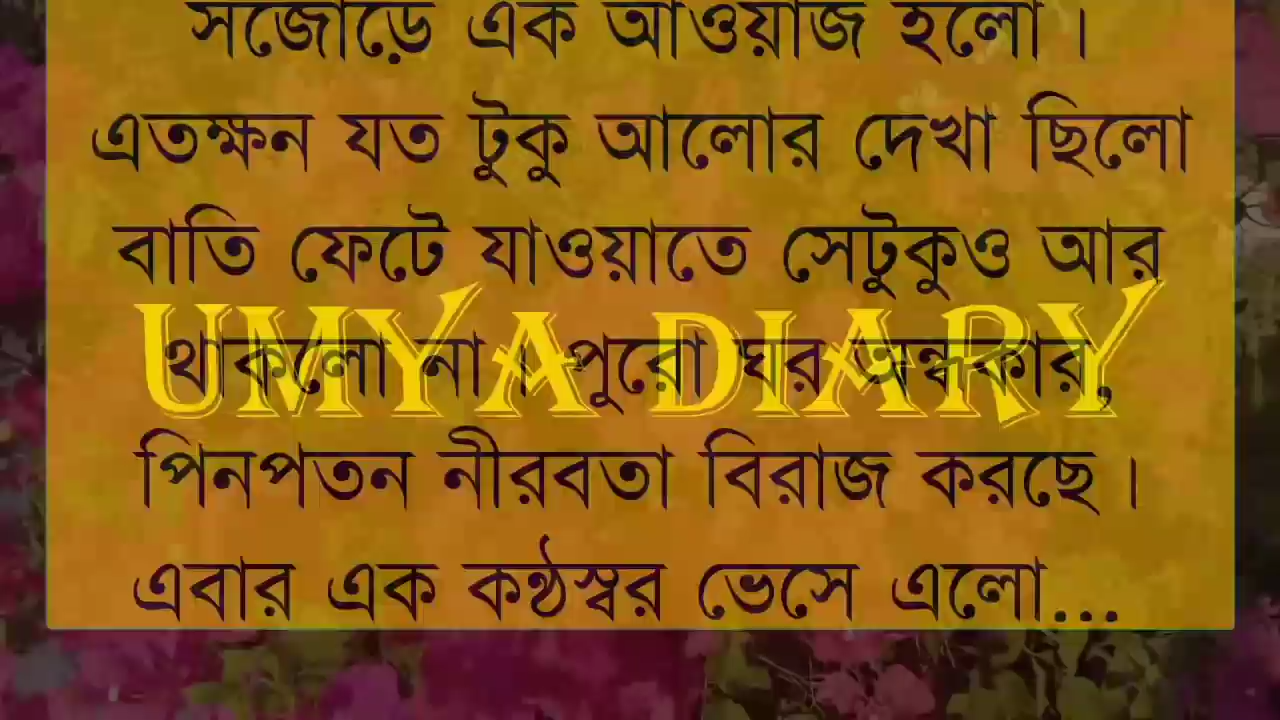 সজোড়ে এক আওয়াজ হলো ।
এতক্ষন যত টুকু আলোর দেখা ছিলো
বাতি ফেটে যাওয়াতে সেটুকুও আর
থাকলো না । পুরো ঘর অন্ধকার,
UMYA DIARY
পিনপতন নীরবতা বিরাজ করছে ।
এবার এক কন্ঠস্বর ভেসে এলো...